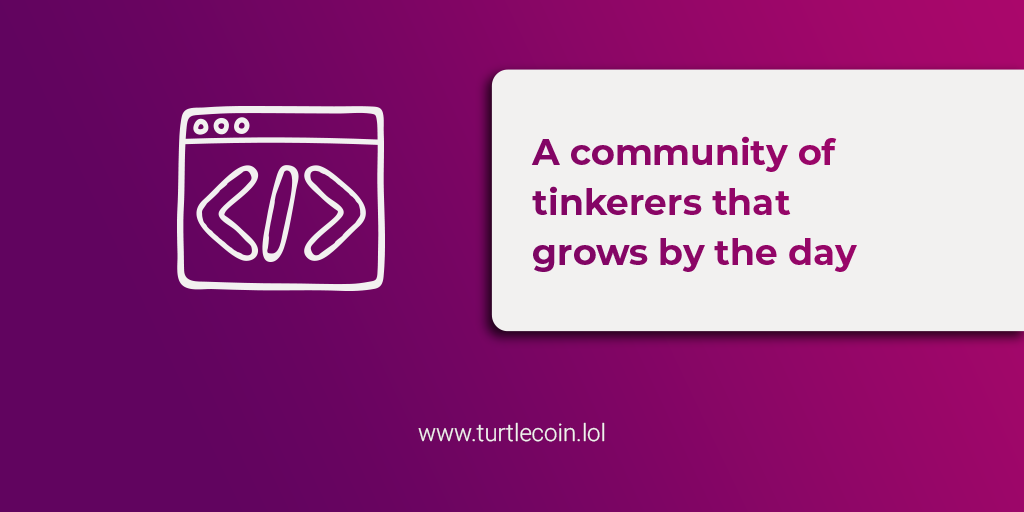 A community of
tinkerers that
grows by the day
www.turtlecoin.lol